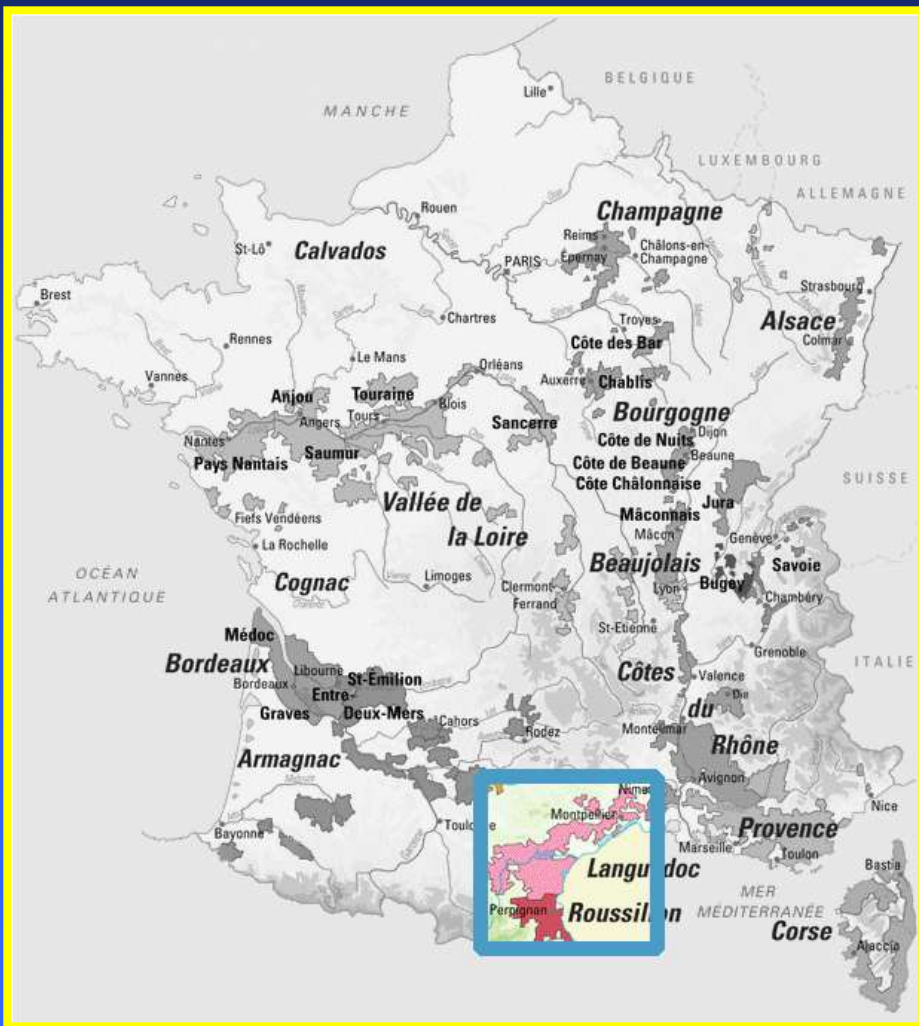 BELGIQUE
Lille
MANCHE
LUXEMBOURG
ALLEMAGNE
Rouen
Champagne
Reims
St-Lô
Calvados
Épernay
Châlons-en-
Champagne
PARIS
Strasbourg
Brest
Chartres
Troyes
Alsace
Rennes
Côte des Bar
Colmar
Le Mans
Orléans
Vannes
Auxerre
Chablis
Anjou
Touraine
Blois
Bourgogne
Angers
Tours
Sancerre
Dijon
Nantes
Côte de Nuits
Saumur
Beaune
Pays Nantais
Côte de Beaune
Côte Châlonnaise
SUISSE
Vallée de
la Loire
Jura
Fiefs Vendéens
Mâconnais
Mâcon
Genève
La Rochelle
Beaujolais
Savoie
OCÉAN
ATLANTIQUE
Cognac
Limoges
Clermont-
Ferrand
Lyon
Bugey
Chambéry
St-Etienne
Médoc
Grenoble
Bordeaux
Libourne
St-Emilion
Côtes
du
Rhône
Valence
ITALIE
Bordeaux
Entre-
Deux-Mers
Die
Graves
Cahors
Montélimar
Rodez
Armagnac
Avignon
Nîmes
Montpellier
Nice
Bayonne
Toulouse
Provence
Marseille
Toulon
Languedoc
Bastia
Perpignan
Roussillon
MER
MÉDITERRANÉE
Corse
Ajaccio